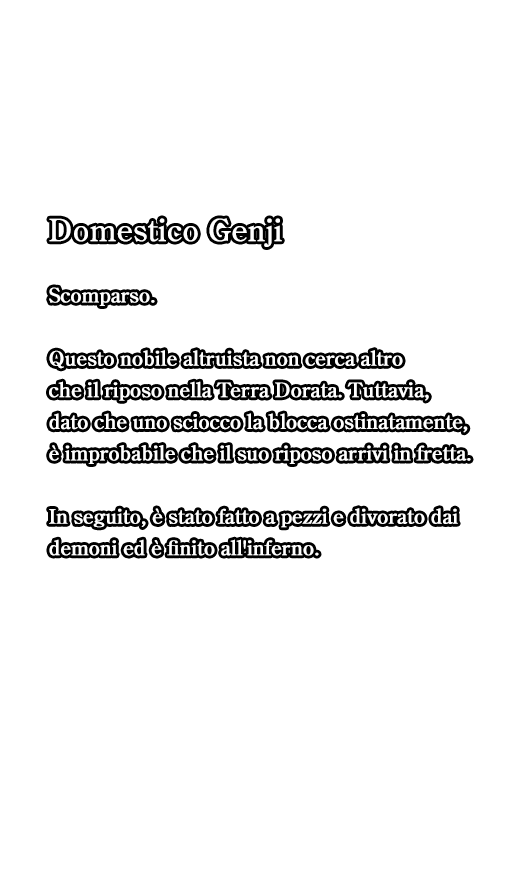 Domestico Genji
Scomparso.
Questo nobile altruista non cerca altro
che il riposo nella Terra Dorata. Tuttavia,
dato che uno sciocco la blocca ostinatamente,
è improbabile che il suo riposo arrivi in fretta.
In seguito, è stato fatto a pezzi e divorato dai
demoni ed è finito all'inferno.